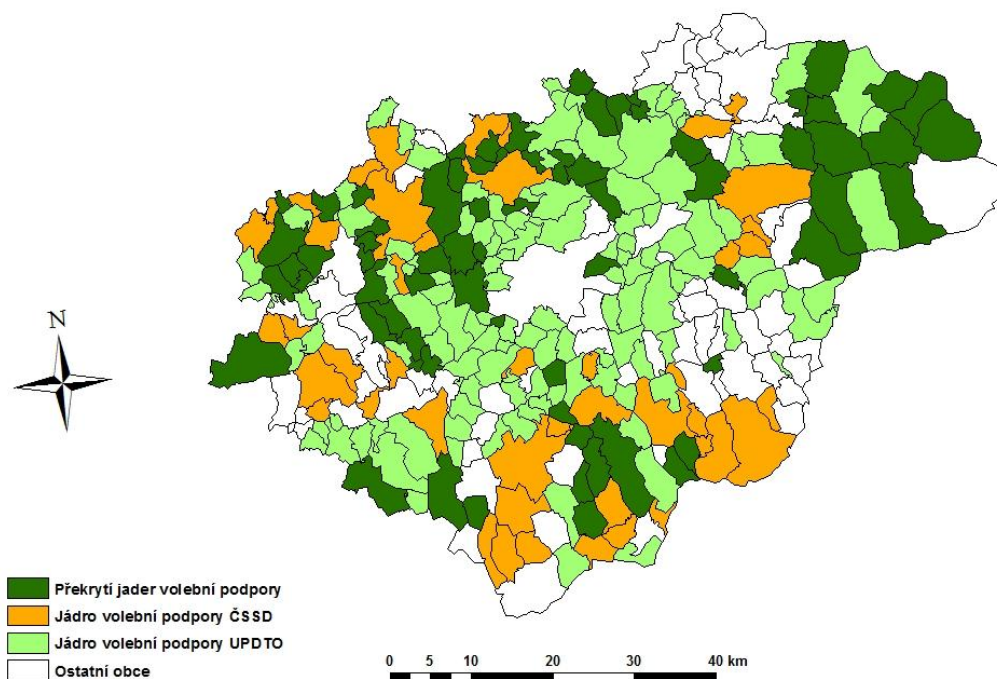 N
Překrytí jader volební podpory
Jádro volební podpory ČSSD
Jádro volební podpory UPDTO
Ostatní obce
0 5 10 20 30 40 km